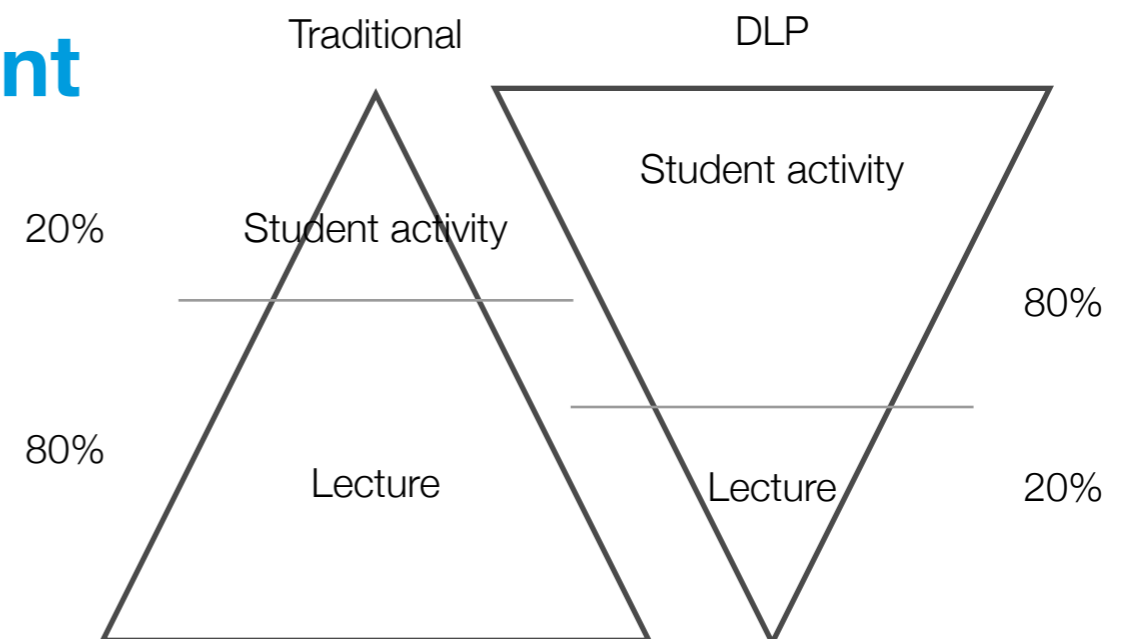 nt
Traditional
DLP
Student activity
20%
Student activity
80%
80%
Lecture
Lecture
20%